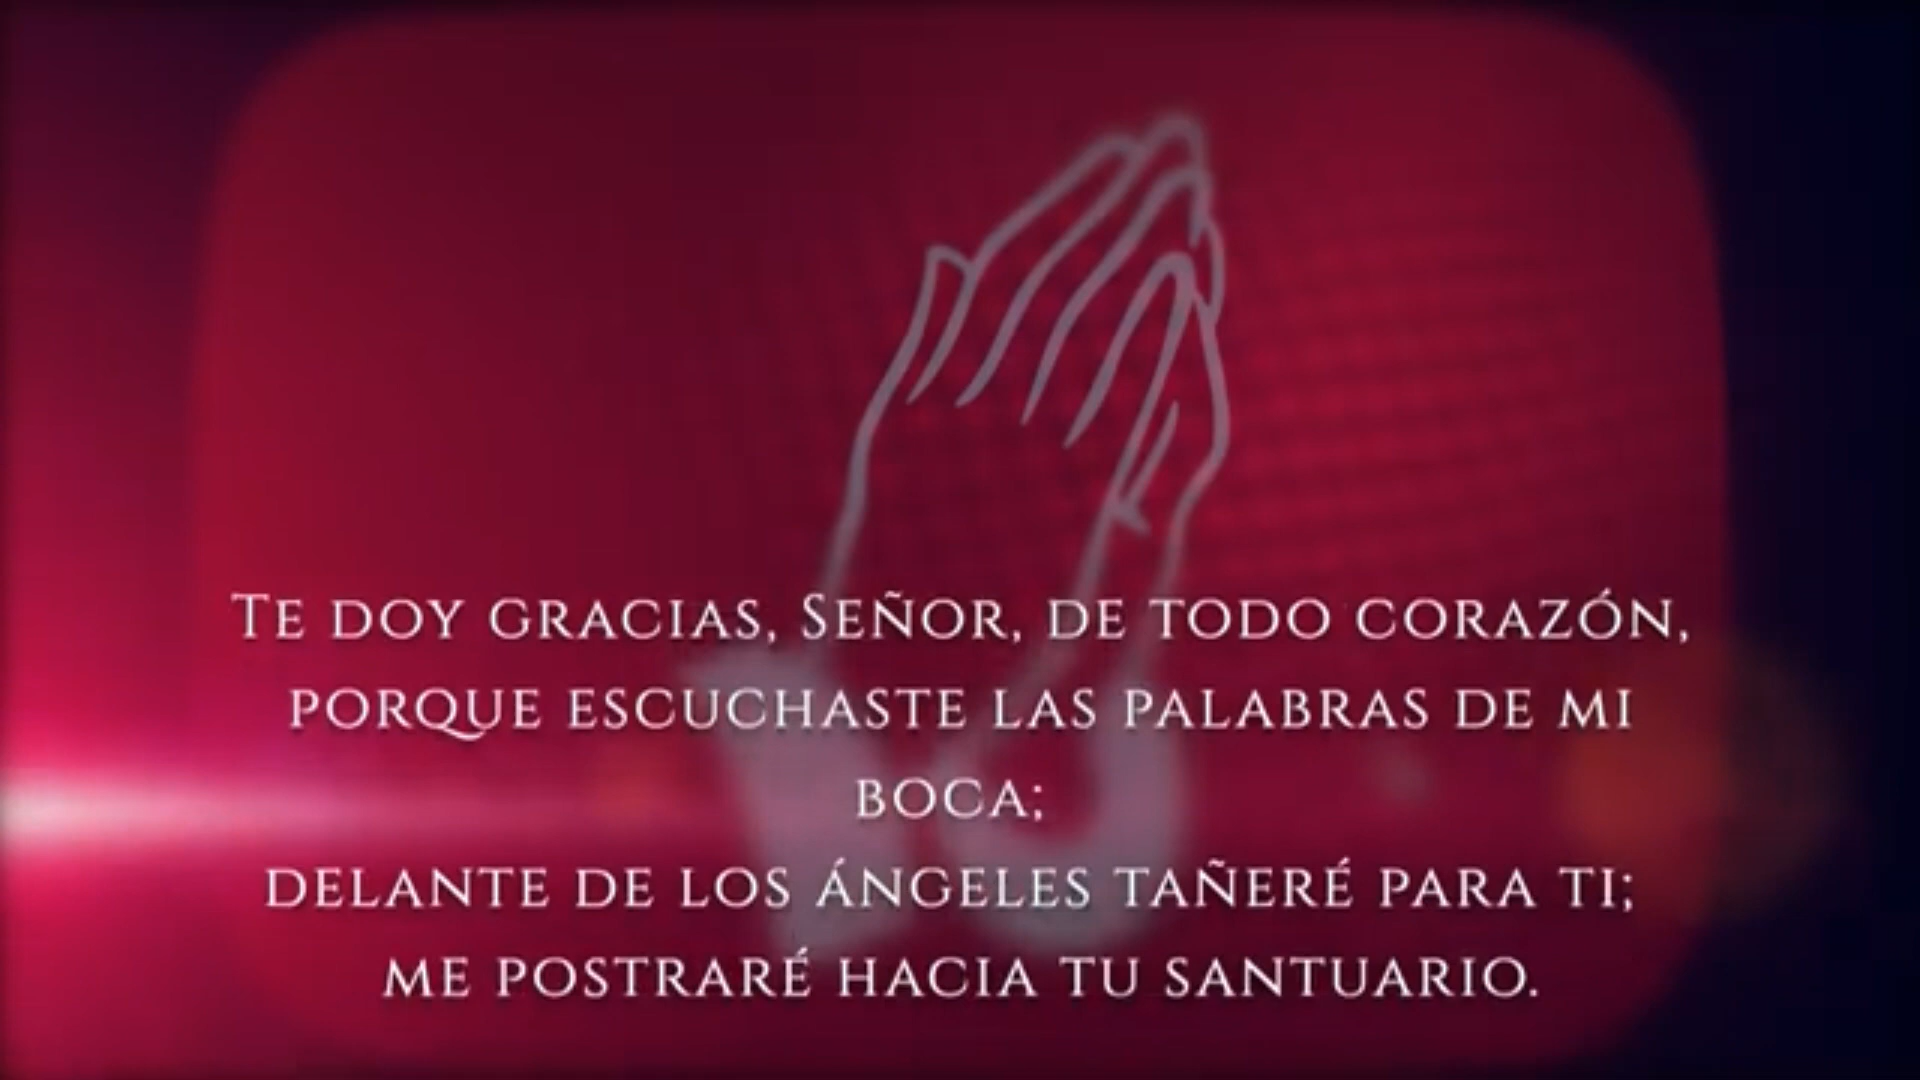 Te doy gracias, Señor, de todo corazón,
porque escuchaste las palabras de mi
boca;
delante de los ángeles tañeré para ti;
me postraré hacia tu santuario.